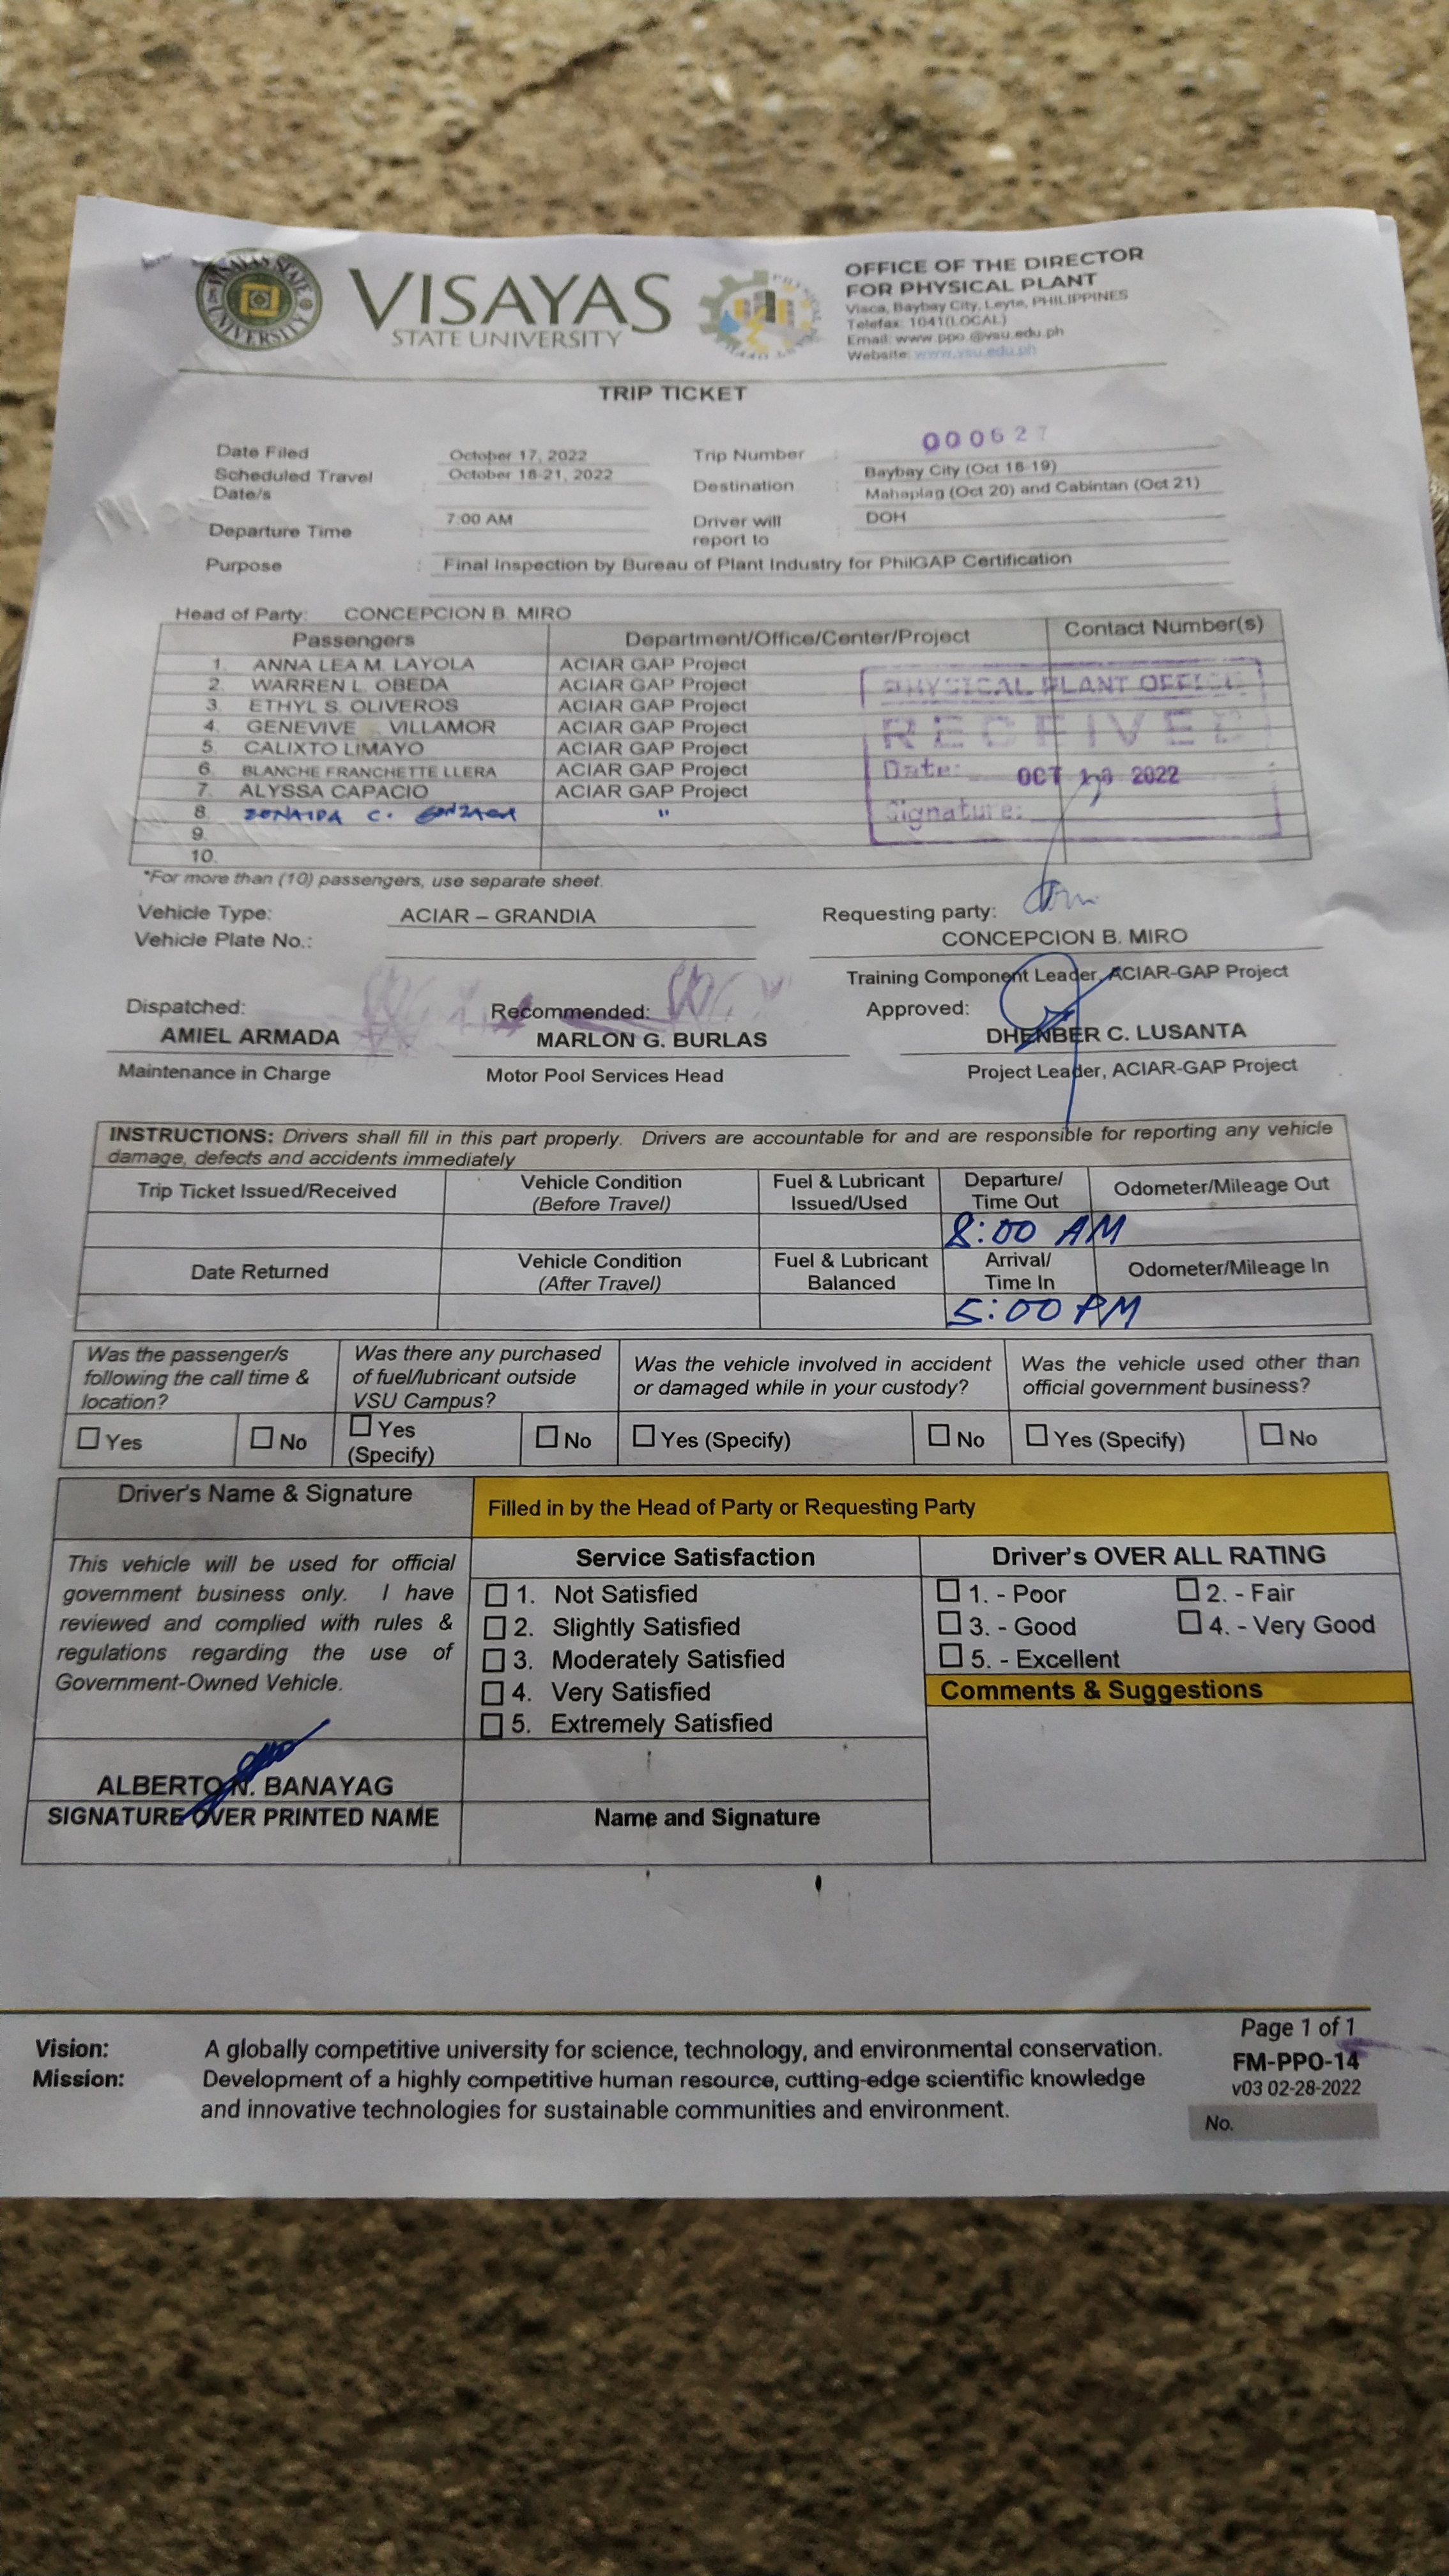 VISAYAS STATE UNIVERSITY
VISAYAS
STATE UNIVERSITY
OFFICE OF THE DIRECTOR
FOR PHYSICAL PLANT
Visca, Baybay City, Leyte, PHILIPPINES
Telefax: 1041(LOCAL)
Email: www.ppo.@vsu.edu.ph
Website: www.vsu.edu.ph
TRIP TICKET
Date Filed October 17, 2022 Trip Number : 000627
Scheduled Travel Date/s : October 18-21, 2022 Destination : Baybay City (Oct 18-19)
Mahaplag (Oct 20) and Cabintan (Oct 21)
Departure Time 7:00 AM Driver will report to : DOH
Purpose : Final Inspection by Bureau of Plant Industry for PhilGAP Certification
Head of Party: CONCEPCION B. MIRO
Passengers Department/Office/Center/Project Contact Number(s)
1. ANNA LEA M. LAYOLA ACIAR GAP Project
2. WARREN L. OBEDA ACIAR GAP Project
3. ETHYL S. OLIVEROS ACIAR GAP Project
4. GENEVIVE VILLAMOR ACIAR GAP Project
5. CALIXTO LIMAYO ACIAR GAP Project
6. BLANCHE FRANCHETTE LLERA ACIAR GAP Project
7. ALYSSA CAPACIO ACIAR GAP Project
8. ZENAIDA C. GONZAGA "
9.
10.
PHYSICAL PLANT OFFICE
RECEIVED
Date: OCT 2022
Signature:
*For more than (10) passengers, use separate sheet.
Vehicle Type: ACIAR – GRANDIA Requesting party:
Vehicle Plate No.: CONCEPCION B. MIRO
Training Component Leader, ACIAR-GAP Project
Dispatched: Recommended: Approved:
AMIEL ARMADA MARLON G. BURLAS DHENBER C. LUSANTA
Maintenance in Charge Motor Pool Services Head Project Leader, ACIAR-GAP Project
INSTRUCTIONS: Drivers shall fill in this part properly. Drivers are accountable for and are responsible for reporting any vehicle
damage, defects and accidents immediately
Trip Ticket Issued/Received Vehicle Condition (Before Travel) Fuel & Lubricant Issued/Used Departure/ Time Out Odometer/Mileage Out
8:00 AM
Date Returned Vehicle Condition (After Travel) Fuel & Lubricant Balanced Arrival/ Time In Odometer/Mileage In
5:00 PM
Was the passenger/s following the call time & location? Was there any purchased of fuel/lubricant outside VSU Campus? Was the vehicle involved in accident or damaged while in your custody? Was the vehicle used other than official government business?
☐ Yes ☐ No ☐ Yes (Specify) ☐ No ☐ Yes (Specify) ☐ No ☐ Yes (Specify) ☐ No
Driver's Name & Signature
Filled in by the Head of Party or Requesting Party
This vehicle will be used for official
government business only. I have
reviewed and complied with rules &
regulations regarding the use of
Government-Owned Vehicle.
Service Satisfaction
☐ 1. Not Satisfied
☐ 2. Slightly Satisfied
☐ 3. Moderately Satisfied
☐ 4. Very Satisfied
☐ 5. Extremely Satisfied
Driver's OVER ALL RATING
☐ 1. - Poor ☐ 2. - Fair
☐ 3. - Good ☐ 4. - Very Good
☐ 5. - Excellent
Comments & Suggestions
ALBERTO N. BANAYAG
SIGNATURE OVER PRINTED NAME Name and Signature
Vision: A globally competitive university for science, technology, and environmental conservation.
Mission: Development of a highly competitive human resource, cutting-edge scientific knowledge
and innovative technologies for sustainable communities and environment.
Page 1 of 1
FM-PPO-14
v03 02-28-2022
No.